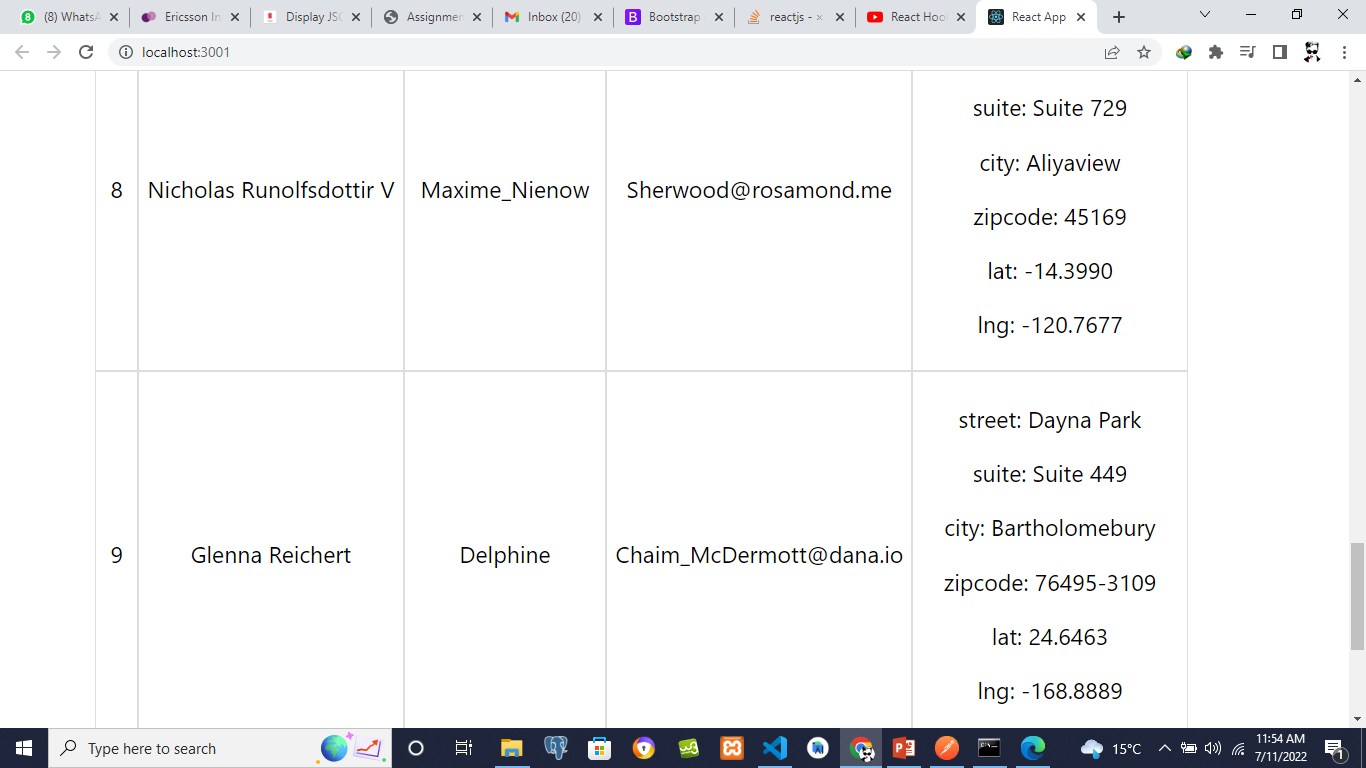 (8) WhatsA
Ericsson In
Display JSO
Assignmen
Inbox (20)
Bootstrap
reactjs -
React Hool
React App
localhost:3001
suite: Suite 729
city: Aliyaview
8 Nicholas Runolfsdottir V Maxime_Nienow Sherwood@rosamond.me
zipcode: 45169
lat: -14.3990
lng: -120.7677
street: Dayna Park
suite: Suite 449
city: Bartholomebury
9 Glenna Reichert Delphine Chaim_McDermott@dana.io
zipcode: 76495-3109
lat: 24.6463
lng: -168.8889
Type here to search
15°C
11:54 AM
7/11/2022
1